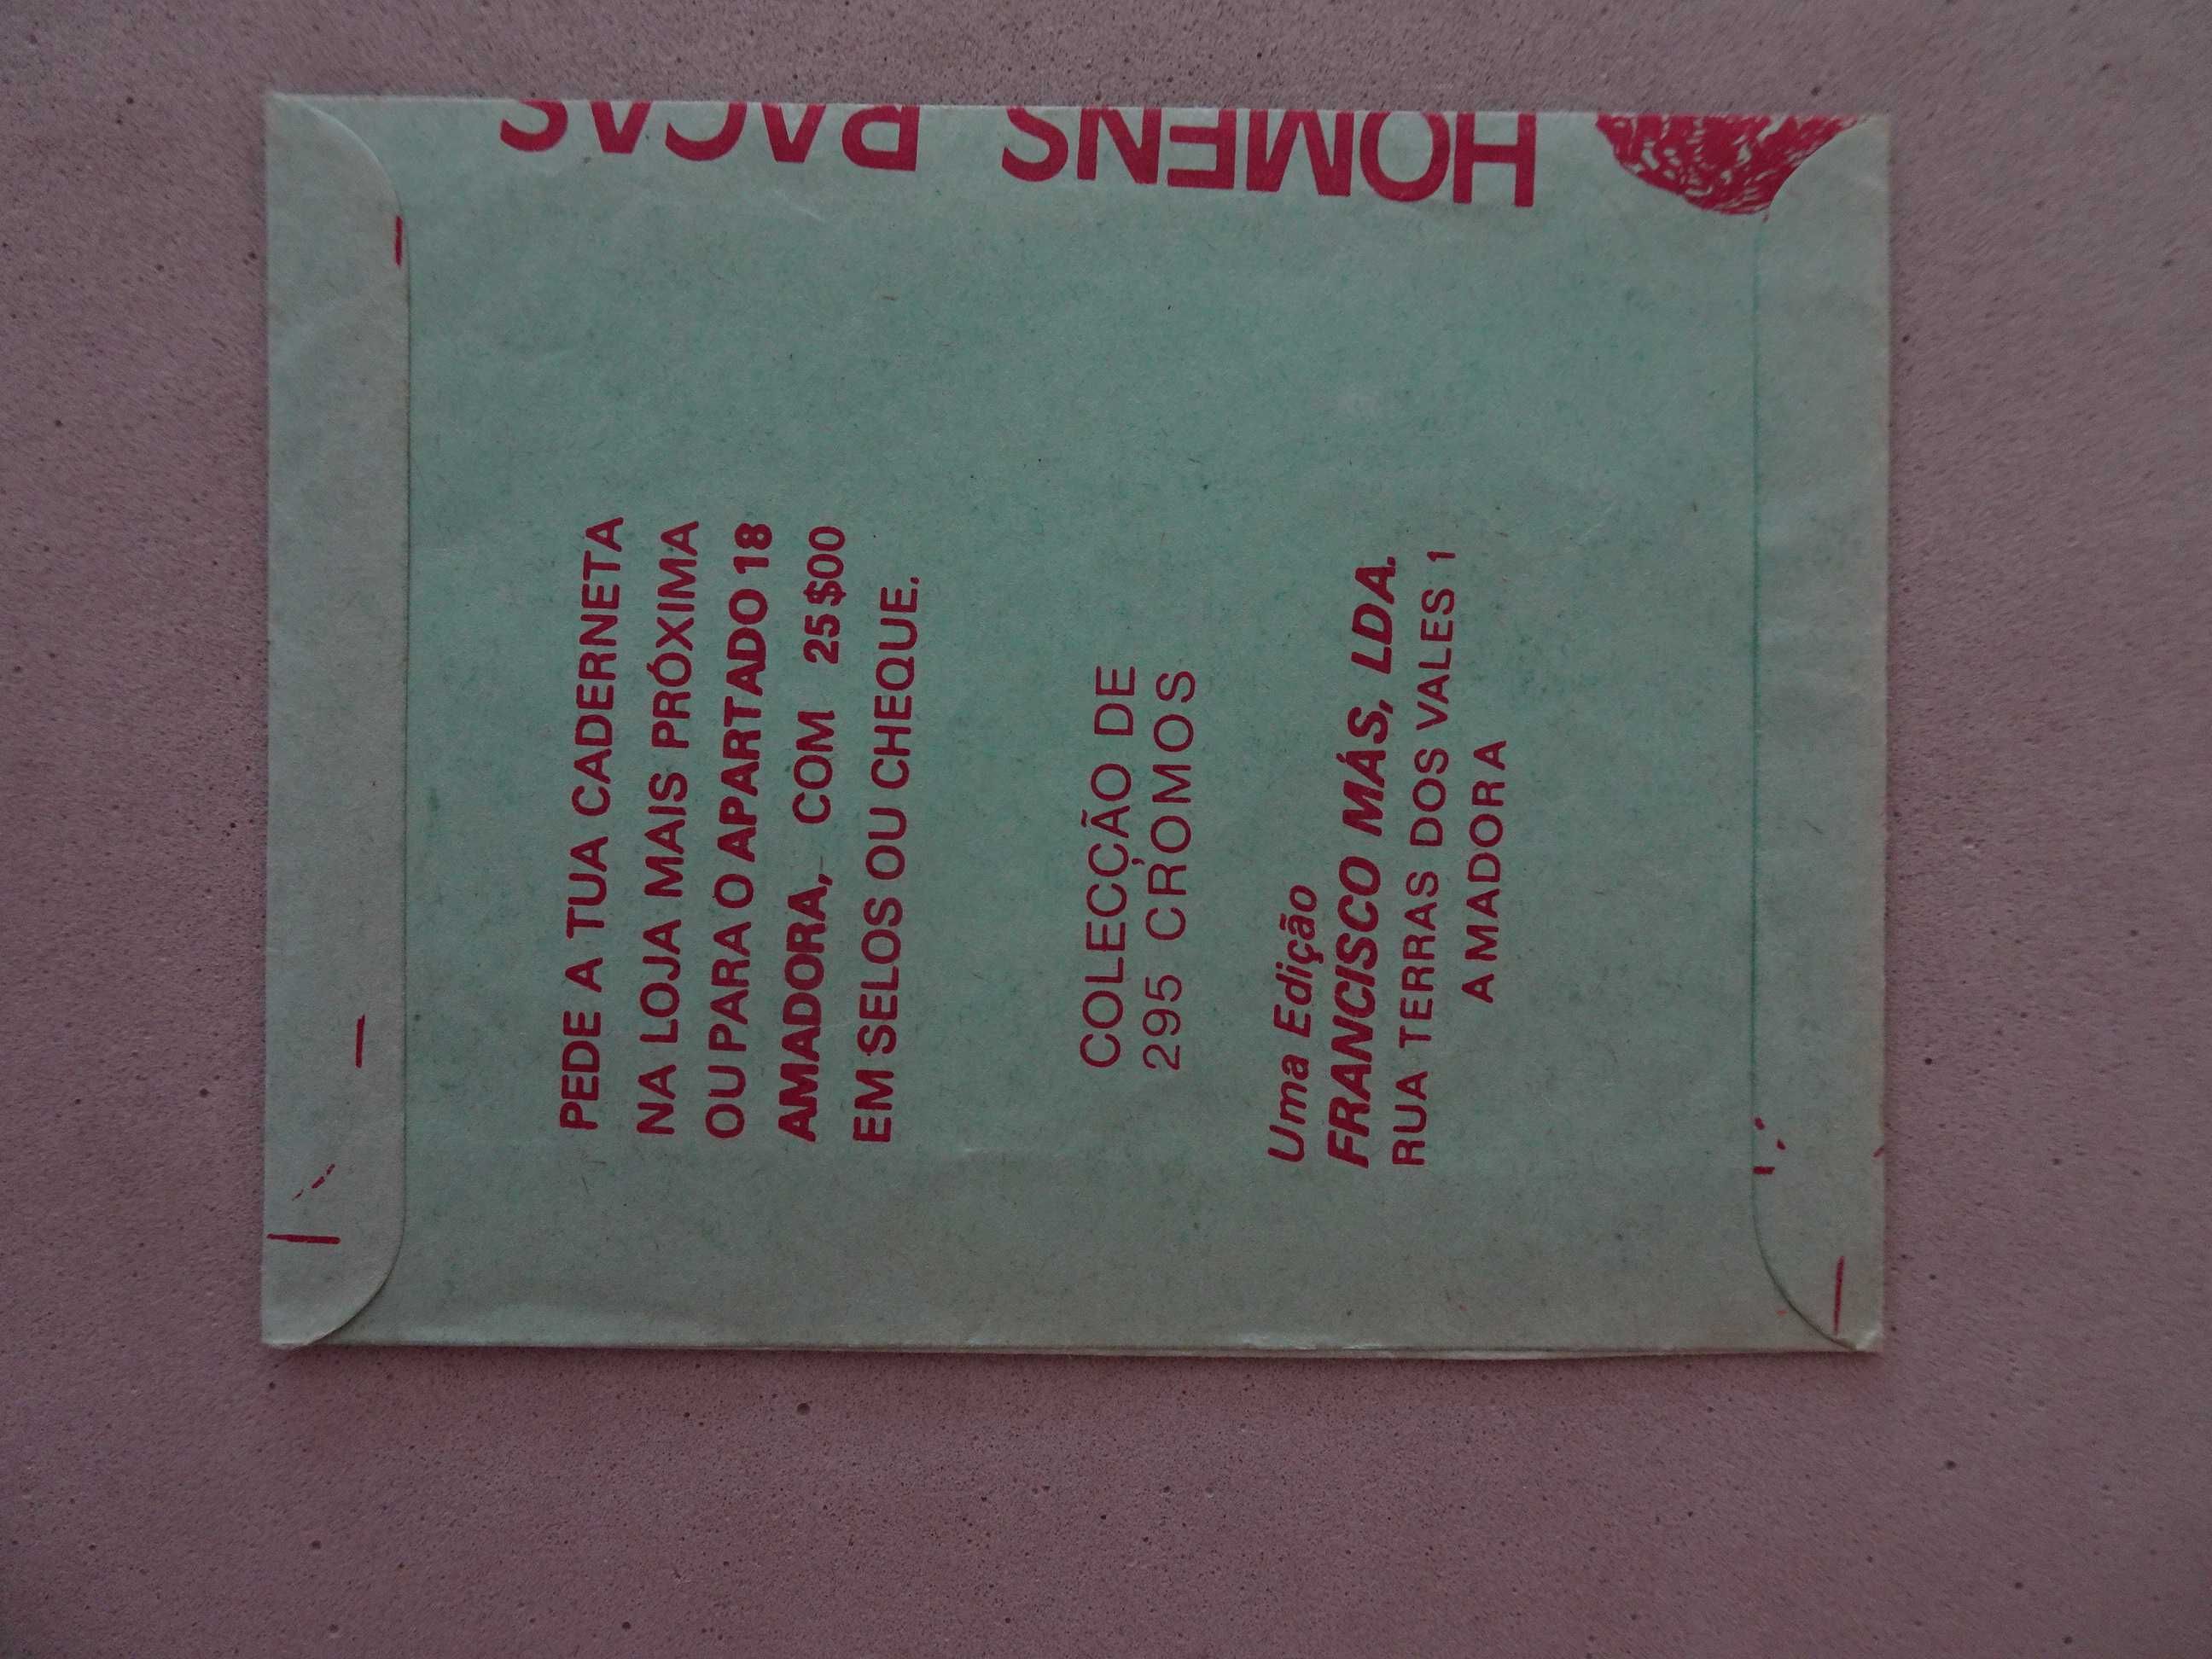 HOMENS RAÇAS
PEDE A TUA CADERNETA
NA LOJA MAIS PRÓXIMA
OU PARA O APARTADO 18
AMADORA, COM 25$00
EM SELOS OU CHEQUE.
COLECÇÃO DE
295 CROMOS
Uma Edição
FRANCISCO MÁS, LDA.
RUA TERRAS DOS VALES 1
AMADORA